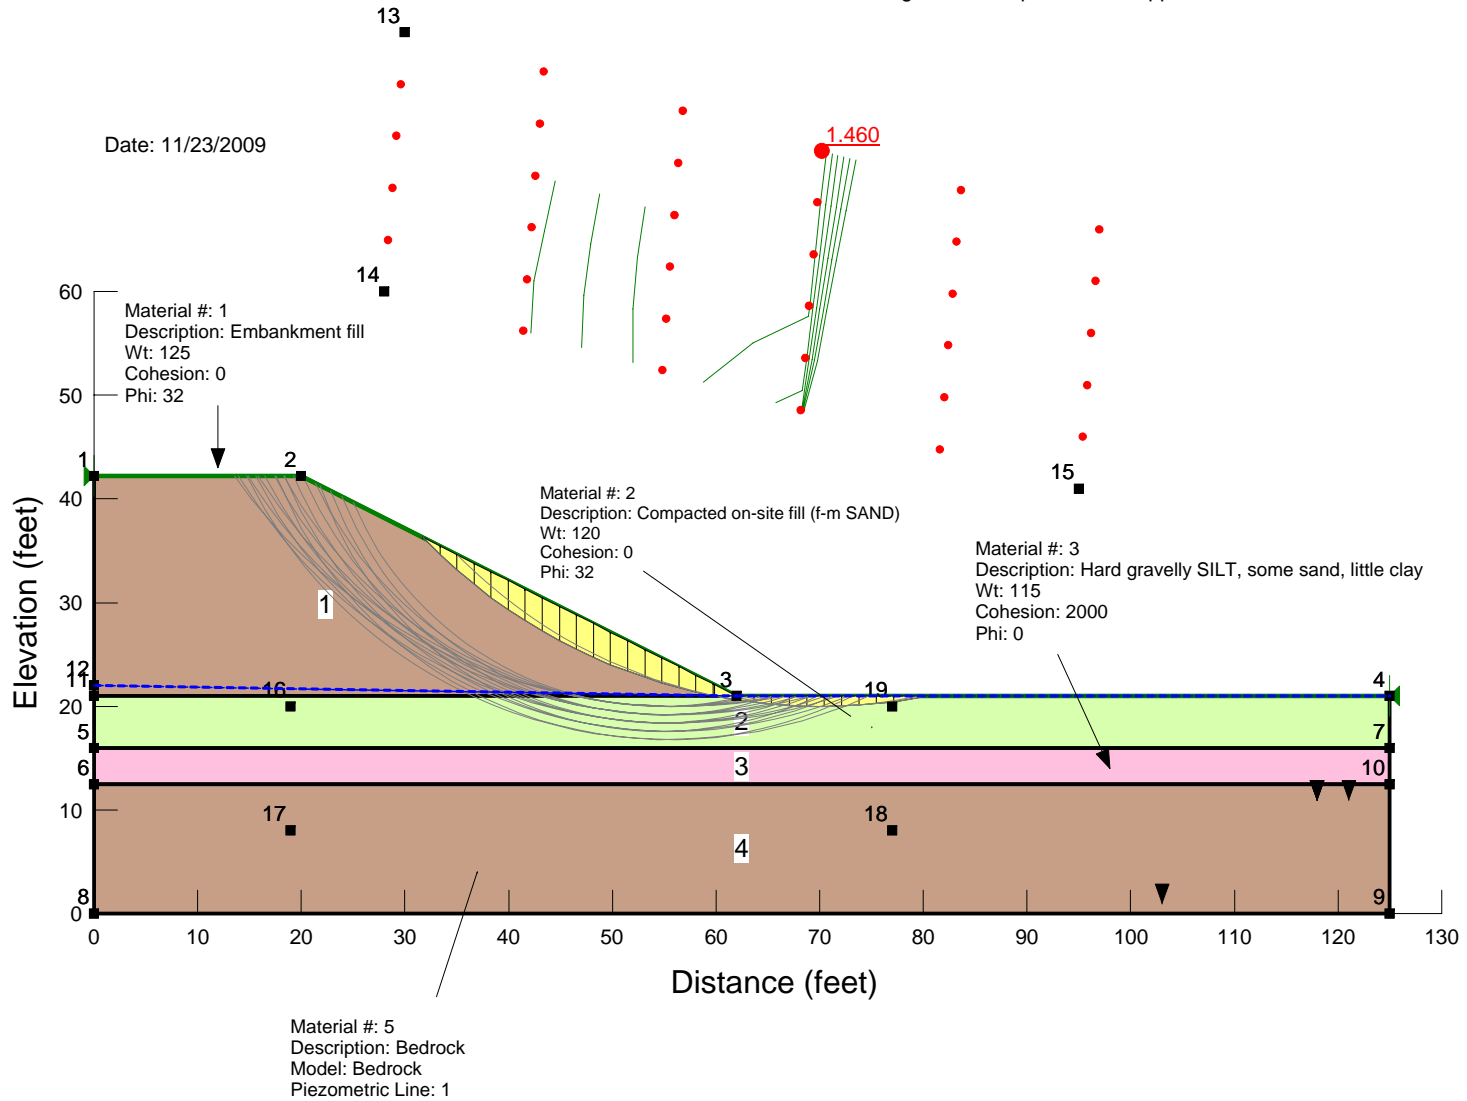 13
Date: 11/23/2009
1.460
14
60
Material #: 1
Description: Embankment fill
Wt: 125
Cohesion: 0
Phi: 32
50
15
1
2
40
Material #: 2
Description: Compacted on-site fill (f-m SAND)
Wt: 120
Cohesion: 0
Phi: 32
Material #: 3
Description: Hard gravelly SILT, some sand, little clay
Wt: 115
Cohesion: 2000
Phi: 0
Elevation (feet)
30
1
12
3
4
16
19
20
2
5
7
6
3
10
10
17
18
4
8
9
0
0
10
20
30
40
50
60
70
80
90
100
110
120
130
Distance (feet)
Material #: 5
Description: Bedrock
Model: Bedrock
Piezometric Line: 1